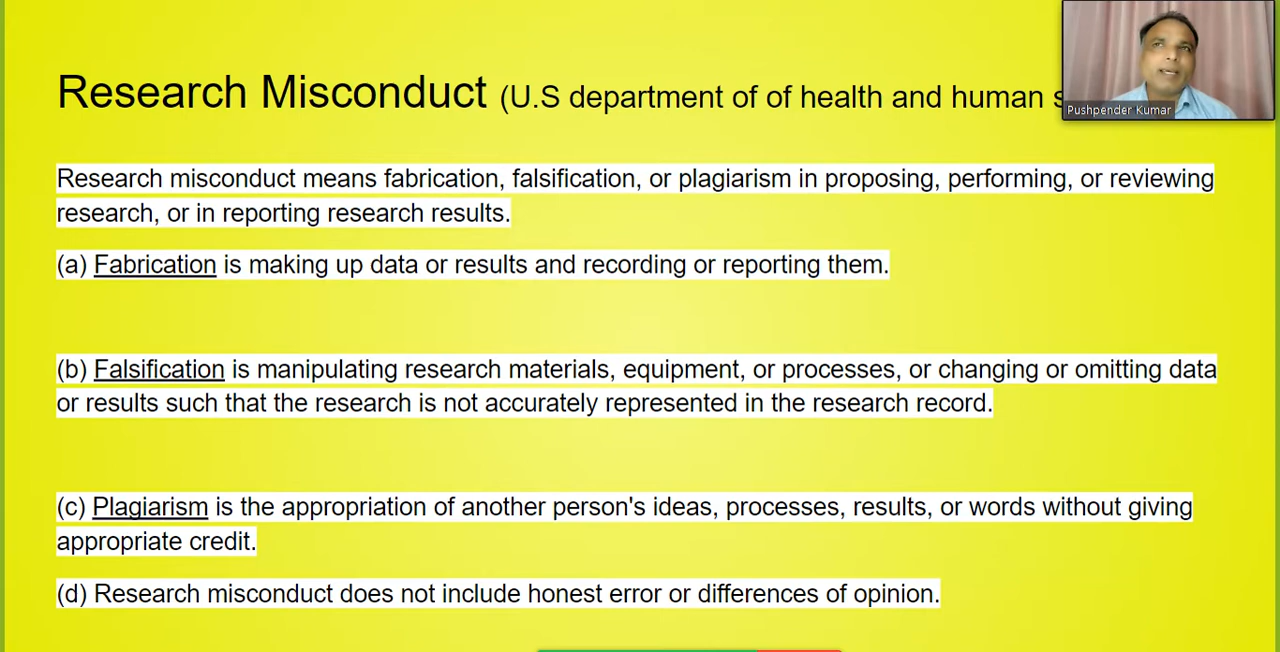 Research Misconduct (U.S department of of health and human
Pushpender Kumar
Research misconduct means fabrication, falsification, or plagiarism in proposing, performing, or reviewing
research, or in reporting research results.
(a) Fabrication is making up data or results and recording or reporting them.
(b) Falsification is manipulating research materials, equipment, or processes, or changing or omitting data
or results such that the research is not accurately represented in the research record.
(c) Plagiarism is the appropriation of another person's ideas, processes, results, or words without giving
appropriate credit.
(d) Research misconduct does not include honest error or differences of opinion.